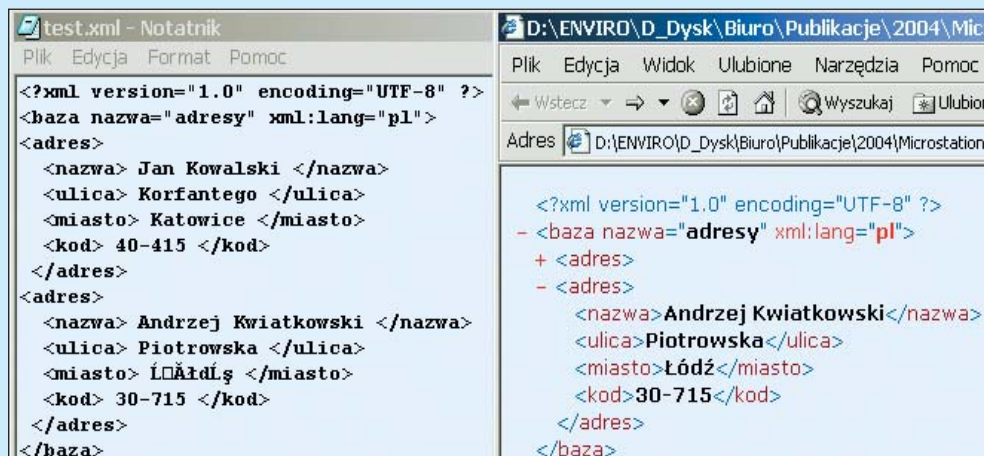 test.xml - Notatnik
Plik Edycja Format Pomoc
<?xml version="1.0" encoding="UTF-8" ?>
<baza nazwa="adresy" xml:lang="pl">
<adres>
<nazwa> Jan Kowalski </nazwa>
<ulica> Korfantego </ulica>
<miasto> Katowice </miasto>
<kod> 40-415 </kod>
</adres>
<adres>
<nazwa> Andrzej Kwiatkowski </nazwa>
<ulica> Piotrowska </ulica>
<miasto> Ĺ□ĂłdĹş </miasto>
<kod> 30-715 </kod>
</adres>
</baza>
D:\ENVIRO\D_Dysk\Biuro\Publikacje\2004\Mic
Plik Edycja Widok Ulubione Narzędzia Pomoc
Wstecz Wyszukaj Ulubion
Adres D:\ENVIRO\D_Dysk\Biuro\Publikacje\2004\Microstation
<?xml version="1.0" encoding="UTF-8" ?>
- <baza nazwa="adresy" xml:lang="pl">
+ <adres>
- <adres>
<nazwa>Andrzej Kwiatkowski</nazwa>
<ulica>Piotrowska</ulica>
<miasto>Łódź</miasto>
<kod>30-715</kod>
</adres>
</baza>